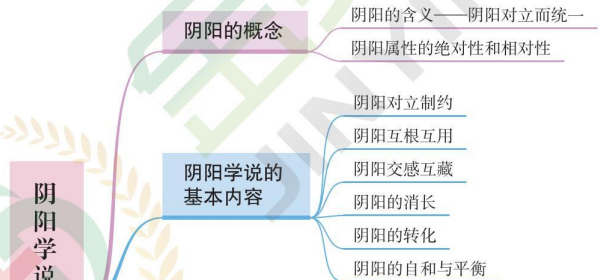 阴阳的概念
阴阳的含义——阴阳对立而统一
阴阳属性的绝对性和相对性
阴阳学说
阴阳学说的
基本内容
阴阳对立制约
阴阳互根互用
阴阳交感互藏
阴阳的消长
阴阳的转化
阴阳的自和与平衡
JIN YI